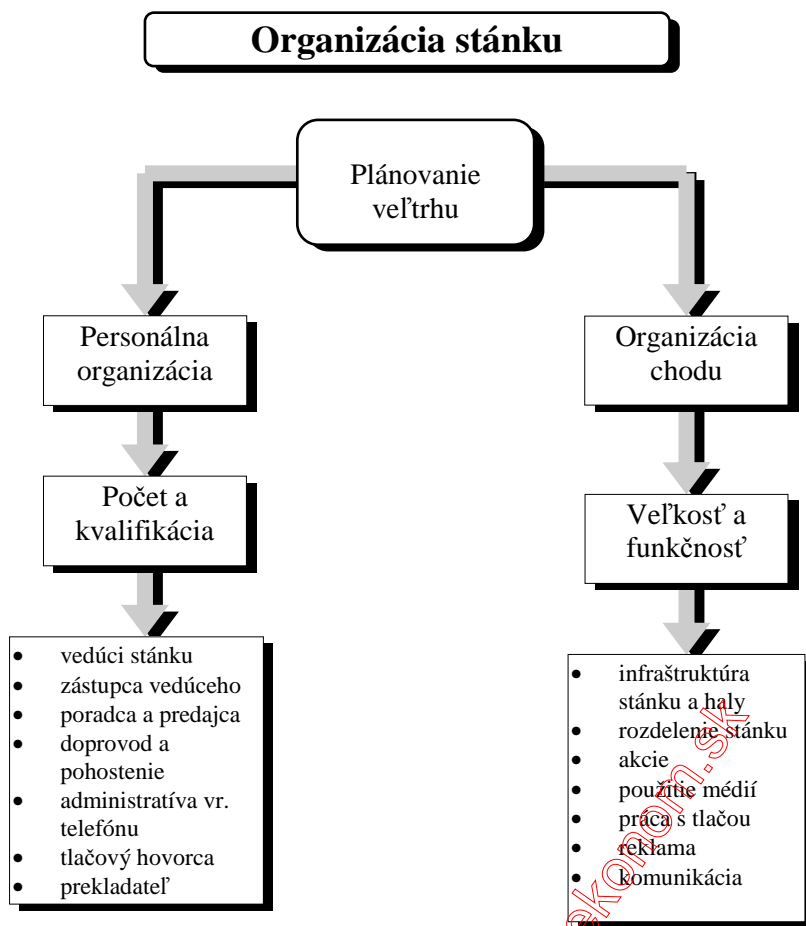 Organizácia stánku
Plánovanie
veľtrhu
Personálna
organizácia
Počet a
kvalifikácia
• vedúci stánku
• zástupca vedúceho
• poradca a predajca
• doprovod a
pohostenie
• administratíva vr.
telefónu
• tlačový hovorca
• prekladateľ
Organizácia
chodu
Veľkosť a
funkčnosť
• infraštruktúra
stánku a haly
• rozdelenie stánku
• akcie
• použitie médií
• práca s tlačou
• reklama
• komunikácia
ekonom.sk